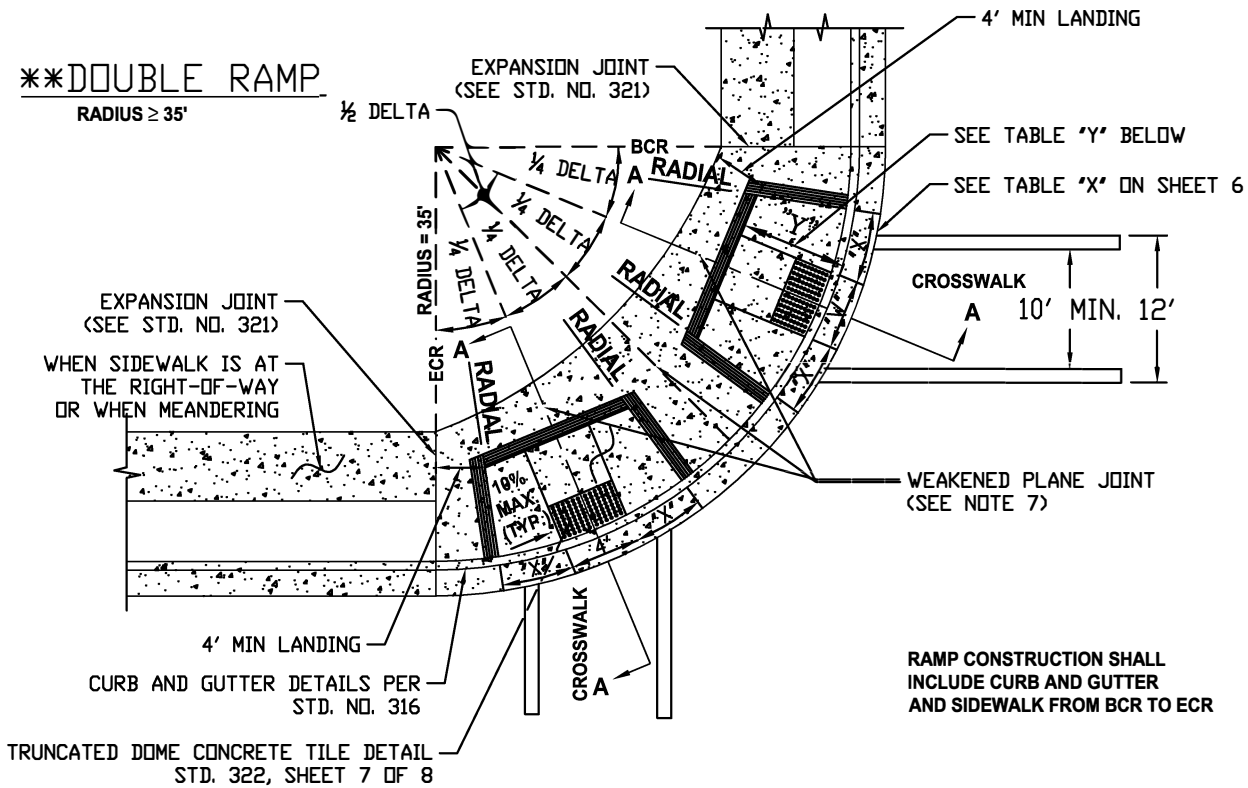 **DOUBLE RAMP
RADIUS ≥ 35'
4' MIN LANDING
EXPANSION JOINT
(SEE STD. NO. 321)
½ DELTA
BCR
SEE TABLE "Y" BELOW
SEE TABLE "X" ON SHEET 6
¼ DELTA
¼ DELTA
¼ DELTA
¼ DELTA
A
RADIAL
RADIUS = 35'
"Y"
"X"
4'
"X"
CROSSWALK
A
10' MIN.
12'
RADIAL
RADIAL
EXPANSION JOINT
(SEE STD. NO. 321)
WHEN SIDEWALK IS AT
THE RIGHT-OF-WAY
OR WHEN MEANDERING
ECR
A
RADIAL
10%
MAX
(TYP.)
WEAKENED PLANE JOINT
(SEE NOTE 7)
"X"
4'
"X"
4' MIN LANDING
CURB AND GUTTER DETAILS PER
STD. NO. 316
CROSSWALK
A
RAMP CONSTRUCTION SHALL
INCLUDE CURB AND GUTTER
AND SIDEWALK FROM BCR TO ECR
TRUNCATED DOME CONCRETE TILE DETAIL
STD. 322, SHEET 7 OF 8